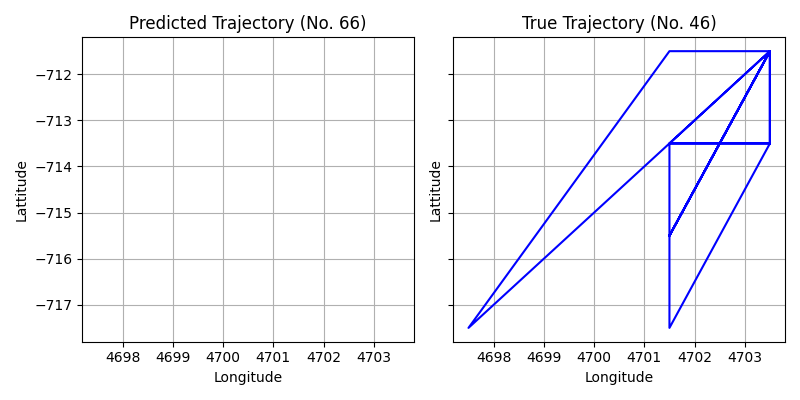 Predicted Trajectory (No. 66)
−712
−713
−714
−715
−716
−717
Lattitude
4698 4699 4700 4701 4702 4703
Longitude
True Trajectory (No. 46)
Lattitude
4698 4699 4700 4701 4702 4703
Longitude